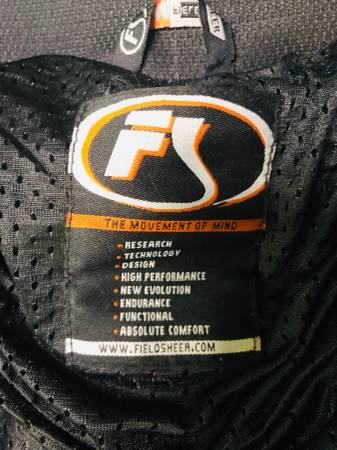 FS
THE MOVEMENT OF MIND
RESEARCH
TECHNOLOGY
DESIGN
HIGH PERFORMANCE
NEW EVOLUTION
ENDURANCE
FUNCTIONAL
ABSOLUTE COMFORT
WWW.FIELDSHEER.COM